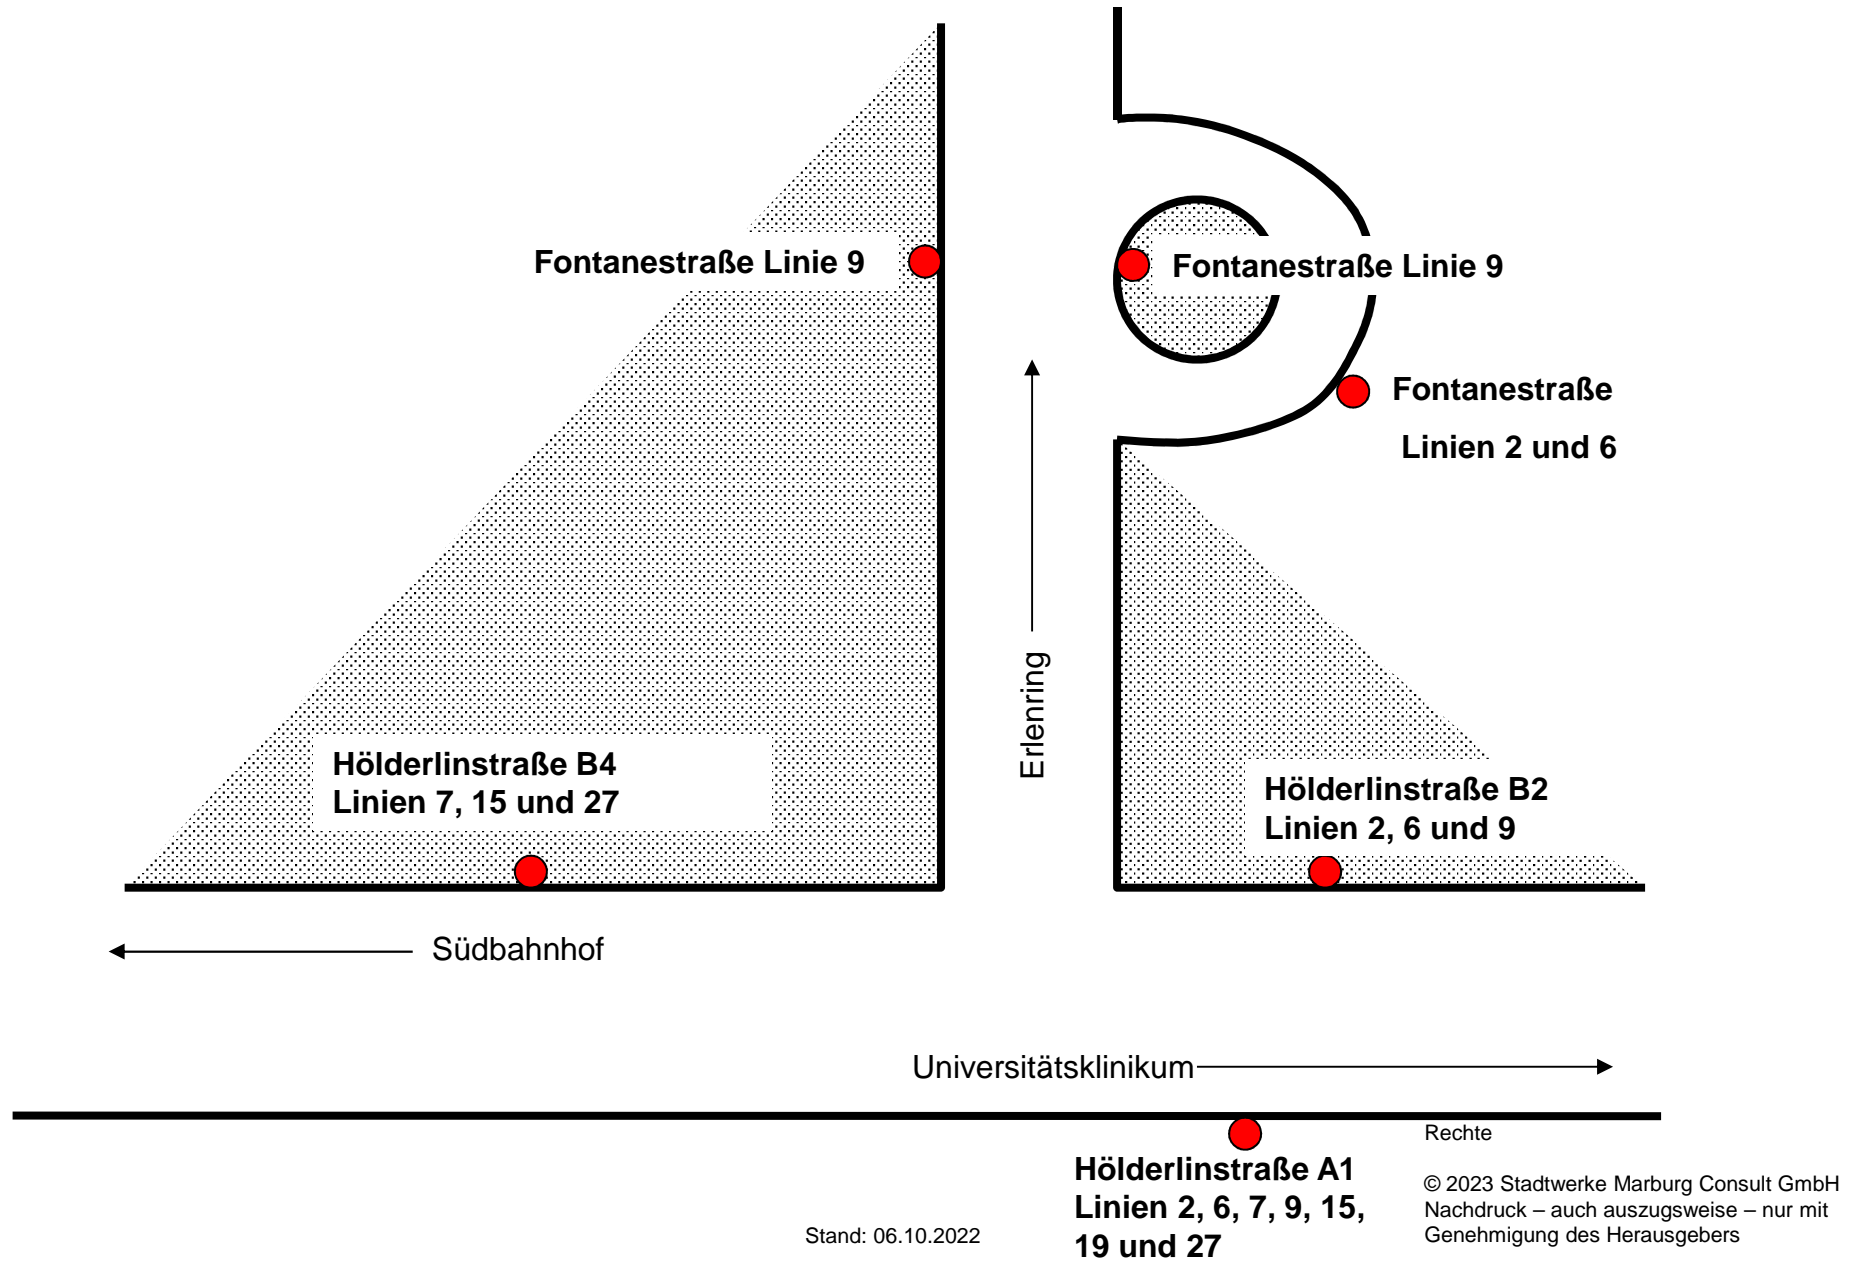 Fontanestraße Linie 9
Fontanestraße Linie 9
Fontanestraße
Linien 2 und 6
Erlenring
Hölderlinstraße B4
Linien 7, 15 und 27
Hölderlinstraße B2
Linien 2, 6 und 9
Südbahnhof
Universitätsklinikum
Hölderlinstraße A1
Linien 2, 6, 7, 9, 15,
19 und 27
Stand: 06.10.2022
Rechte
© 2023 Stadtwerke Marburg Consult GmbH
Nachdruck – auch auszugsweise – nur mit
Genehmigung des Herausgebers